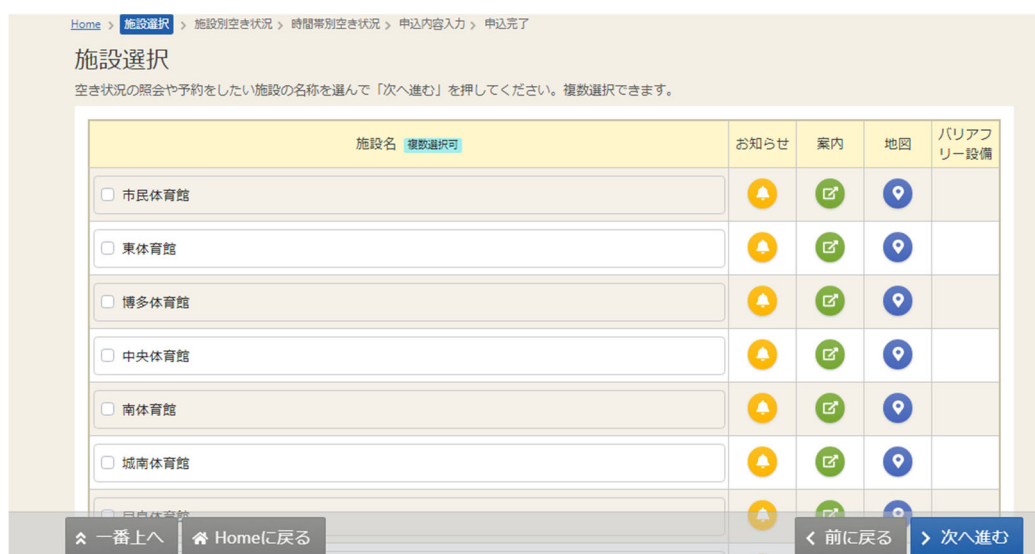 Home > 施設選択 > 施設別空き状況 > 時間帯別空き状況 > 申込内容入力 > 申込完了
施設選択
空き状況の照会や予約をしたい施設の名称を選んで「次へ進む」を押してください。複数選択できます。
施設名 複数選択可 お知らせ 案内 地図 バリアフ
リー設備
市民体育館
東体育館
博多体育館
中央体育館
南体育館
城南体育館
一番上へ Homeに戻る 前に戻る 次へ進む